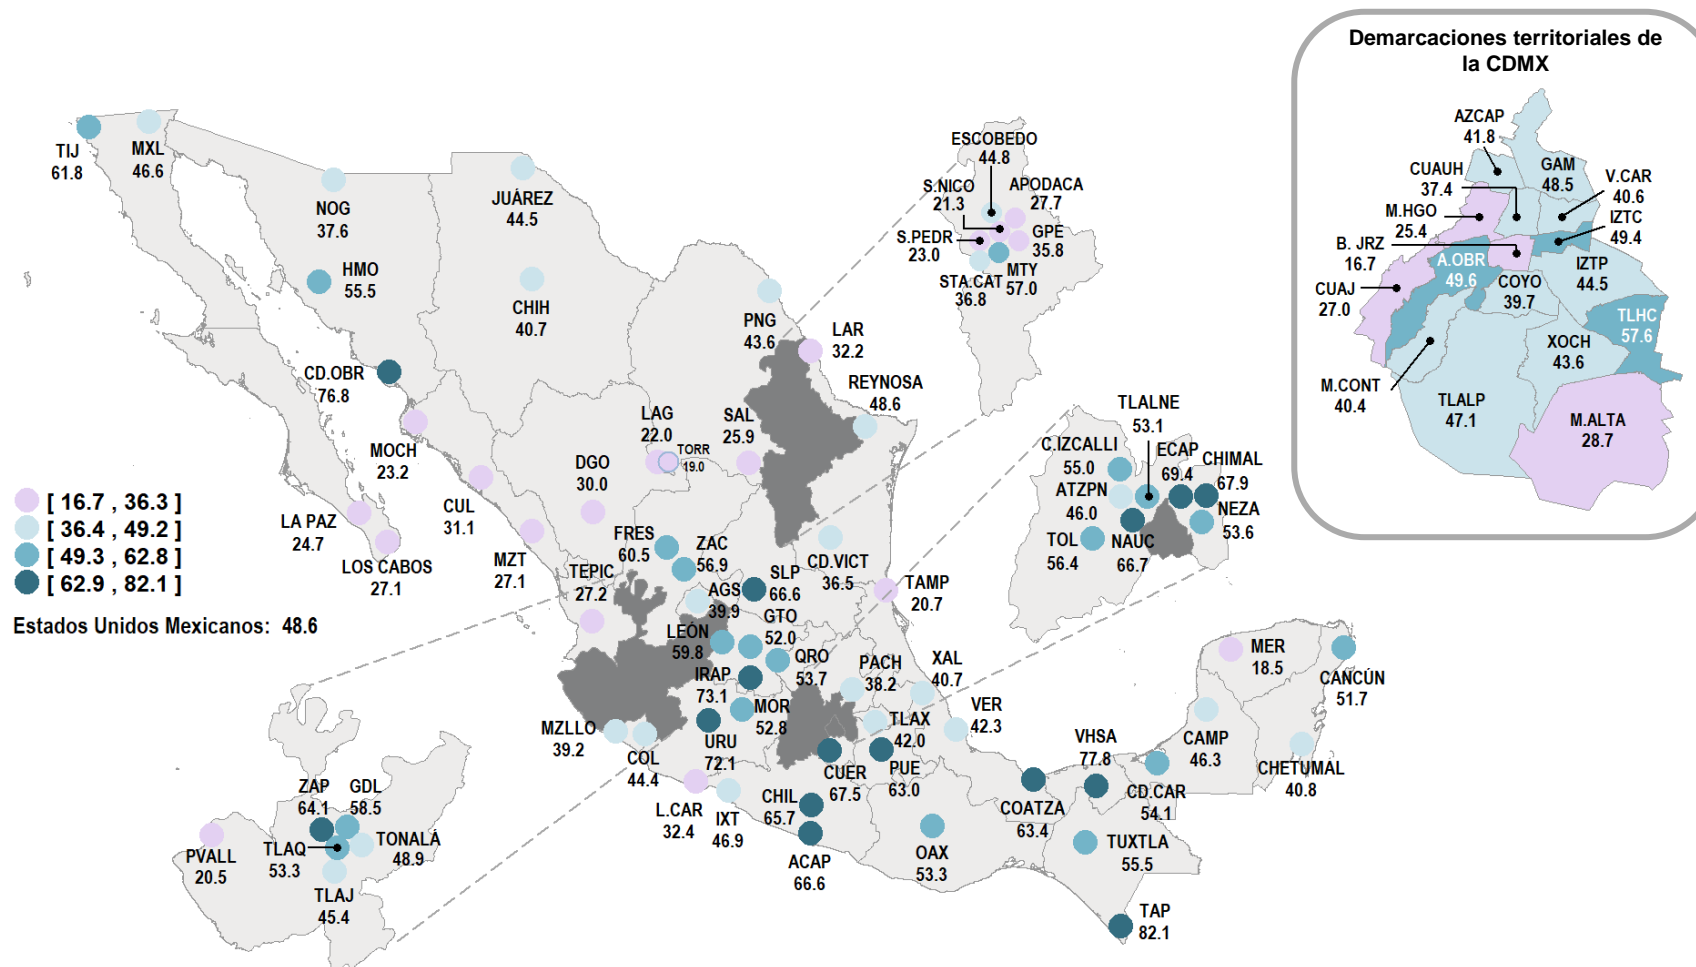 Demarcaciones territoriales de
la CDMX
AZCAP
41.8
CUAUH
37.4
GAM
48.5
V.CAR
40.6
M.HGO
25.4
IZTC
49.4
B. JRZ
16.7
A.OBR
49.6
IZTP
44.5
CUAJ
27.0
COYO
39.7
TLHC
57.6
XOCH
43.6
M.CONT
40.4
TLALP
47.1
M.ALTA
28.7
TIJ
61.8
MXL
46.6
NOG
37.6
JUÁREZ
44.5
HMO
55.5
CHIH
40.7
ESCOBEDO
44.8
S.NICO
21.3
APODACA
27.7
S.PEDR
23.0
GPE
35.8
STA.CAT
36.8
MTY
57.0
PNG
43.6
LAR
32.2
CD.OBR
76.8
REYNOSA
48.6
MOCH
23.2
LAG
22.0
TORR
19.0
SAL
25.9
DGO
30.0
CUL
31.1
LA PAZ
24.7
LOS CABOS
27.1
MZT
27.1
TEPIC
27.2
FRES
60.5
ZAC
56.9
SLP
66.6
CD.VICT
36.5
TAMP
20.7
AGS
39.9
GTO
52.0
LEÓN
59.8
IRAP
73.1
QRO
53.7
PACH
38.2
XAL
40.7
MOR
52.8
URU
72.1
TLAX
42.0
VER
42.3
MZLLO
39.2
COL
44.4
L.CAR
32.4
IXT
46.9
CUER
67.5
PUE
63.0
CHIL
65.7
ACAP
66.6
OAX
53.3
COATZA
63.4
VHSA
77.8
CD.CAR
54.1
TUXTLA
55.5
TAP
82.1
CAMP
46.3
MER
18.5
CANCÚN
51.7
CHETUMAL
40.8
TLALNE
53.1
C.IZCALLI
55.0
ECAP
69.4
CHIMAL
67.9
ATZPN
46.0
NEZA
53.6
TOL
56.4
NAUC
66.7
ZAP
64.1
GDL
58.5
PVALL
20.5
TLAQ
53.3
TONALÁ
48.9
TLAJ
45.4
[ 16.7 , 36.3 ]
[ 36.4 , 49.2 ]
[ 49.3 , 62.8 ]
[ 62.9 , 82.1 ]
Estados Unidos Mexicanos: 48.6